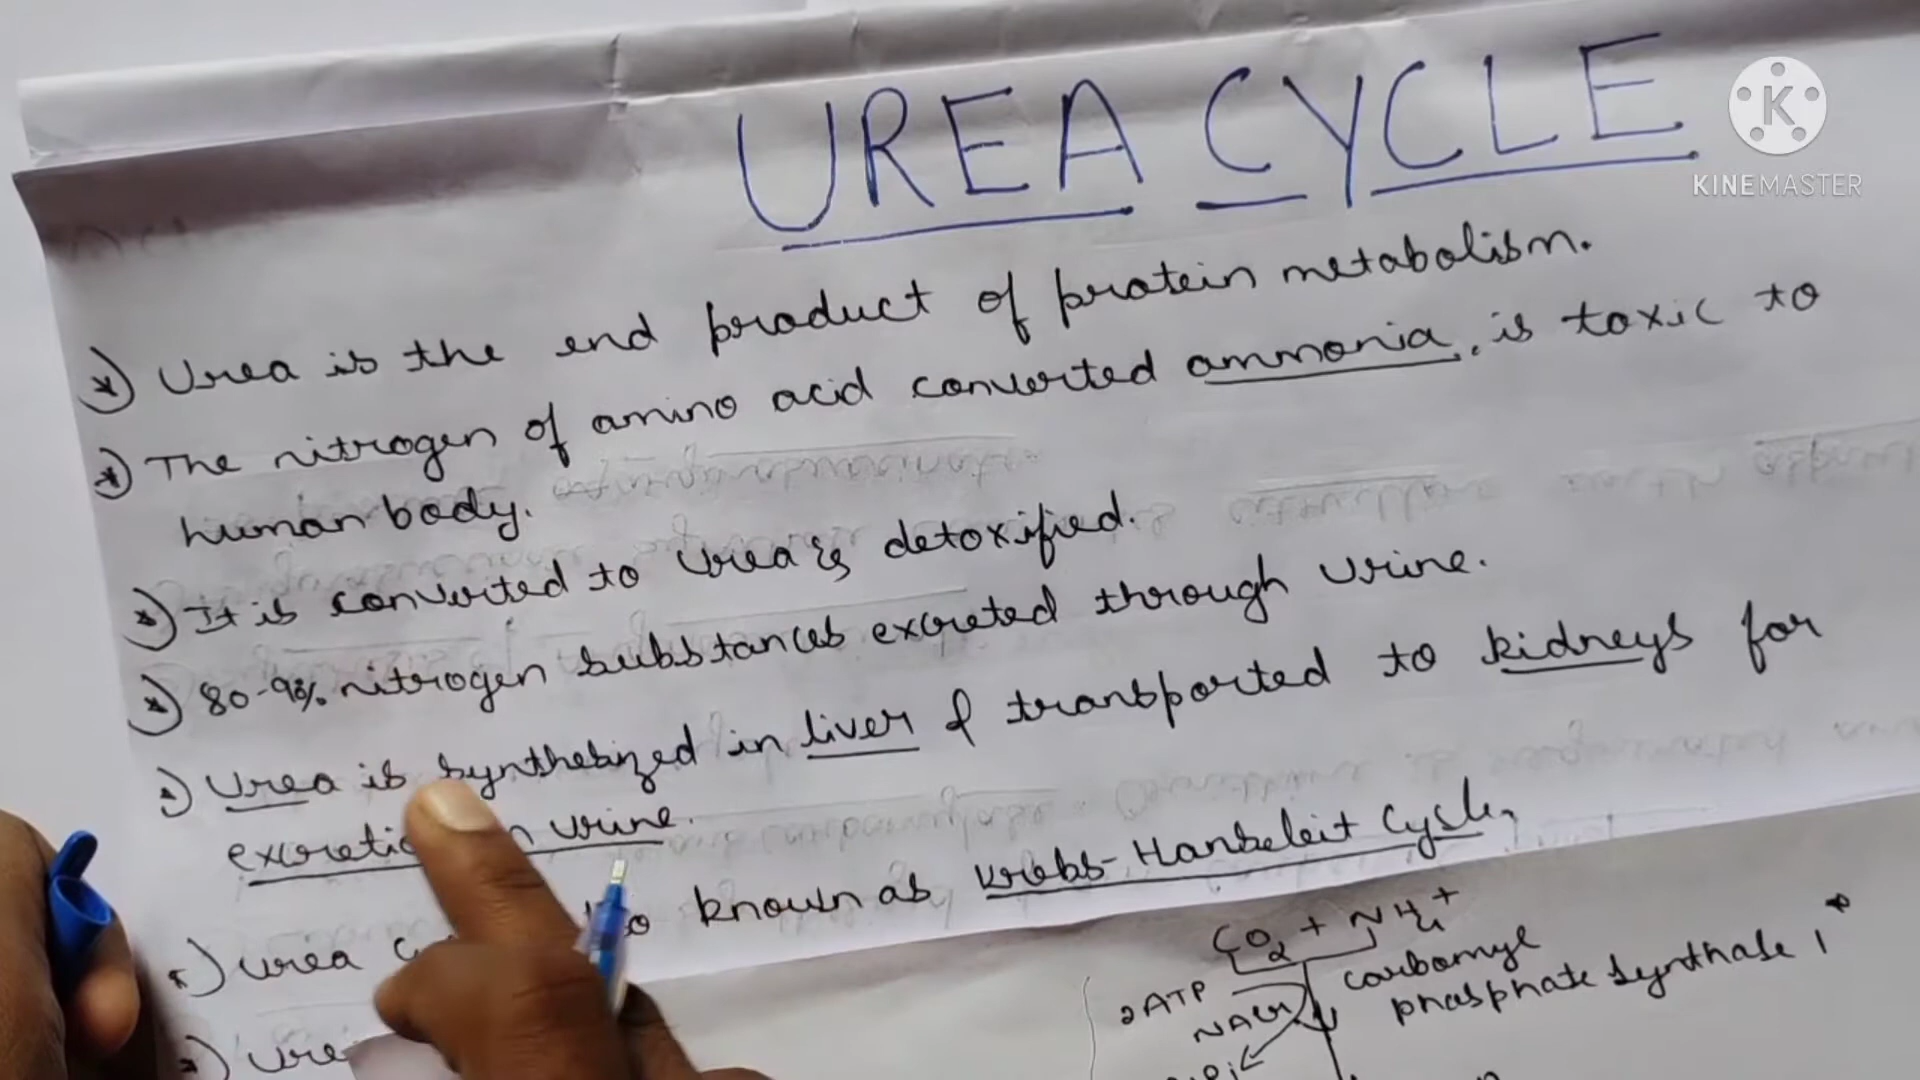 UREA CYCLE
K
KINEMASTER
*) Urea is the end product of protein metabolism.
*) The nitrogen of amino acid converted ammonia, is toxic to
human body.
*) It is converted to Urea & detoxified.
*) 80-90% nitrogen substances excreted through urine.
*) Urea is synthesized in liver & transported to kidneys for
urine.
*) Urea known as Krebs-Hanseleit Cycle,
CO2 + NH4+
2ATP
carbomyl
phosphate synthase 1
NAG